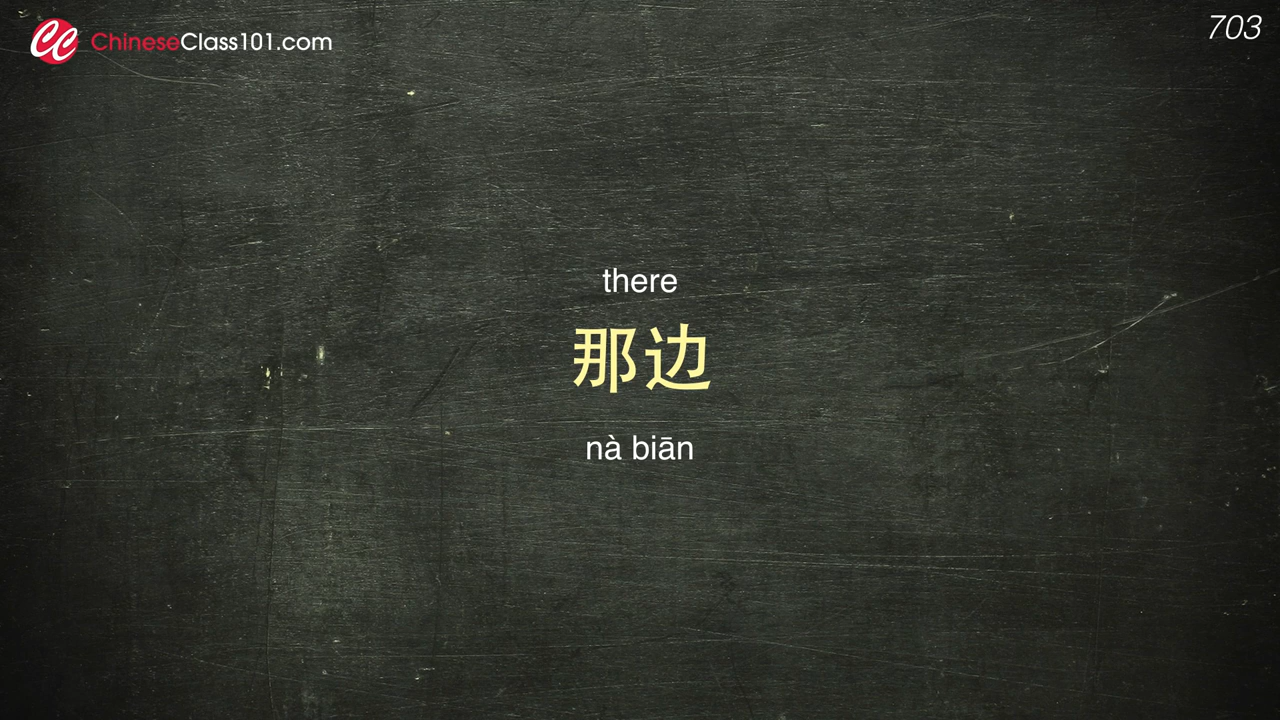 ChineseClass101.com
703
there
那边
nà biān